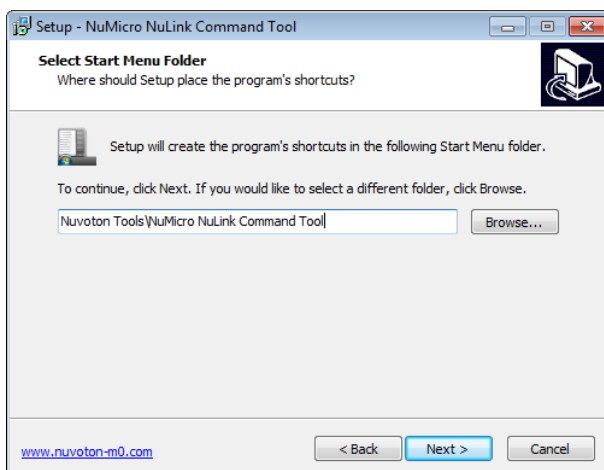 Setup - NuMicro NuLink Command Tool
Select Start Menu Folder
Where should Setup place the program's shortcuts?
Setup will create the program's shortcuts in the following Start Menu folder.
To continue, click Next. If you would like to select a different folder, click Browse.
Nuvoton Tools\NuMicro NuLink Command Tool
Browse...
www.nuvoton-m0.com
< Back
Next >
Cancel